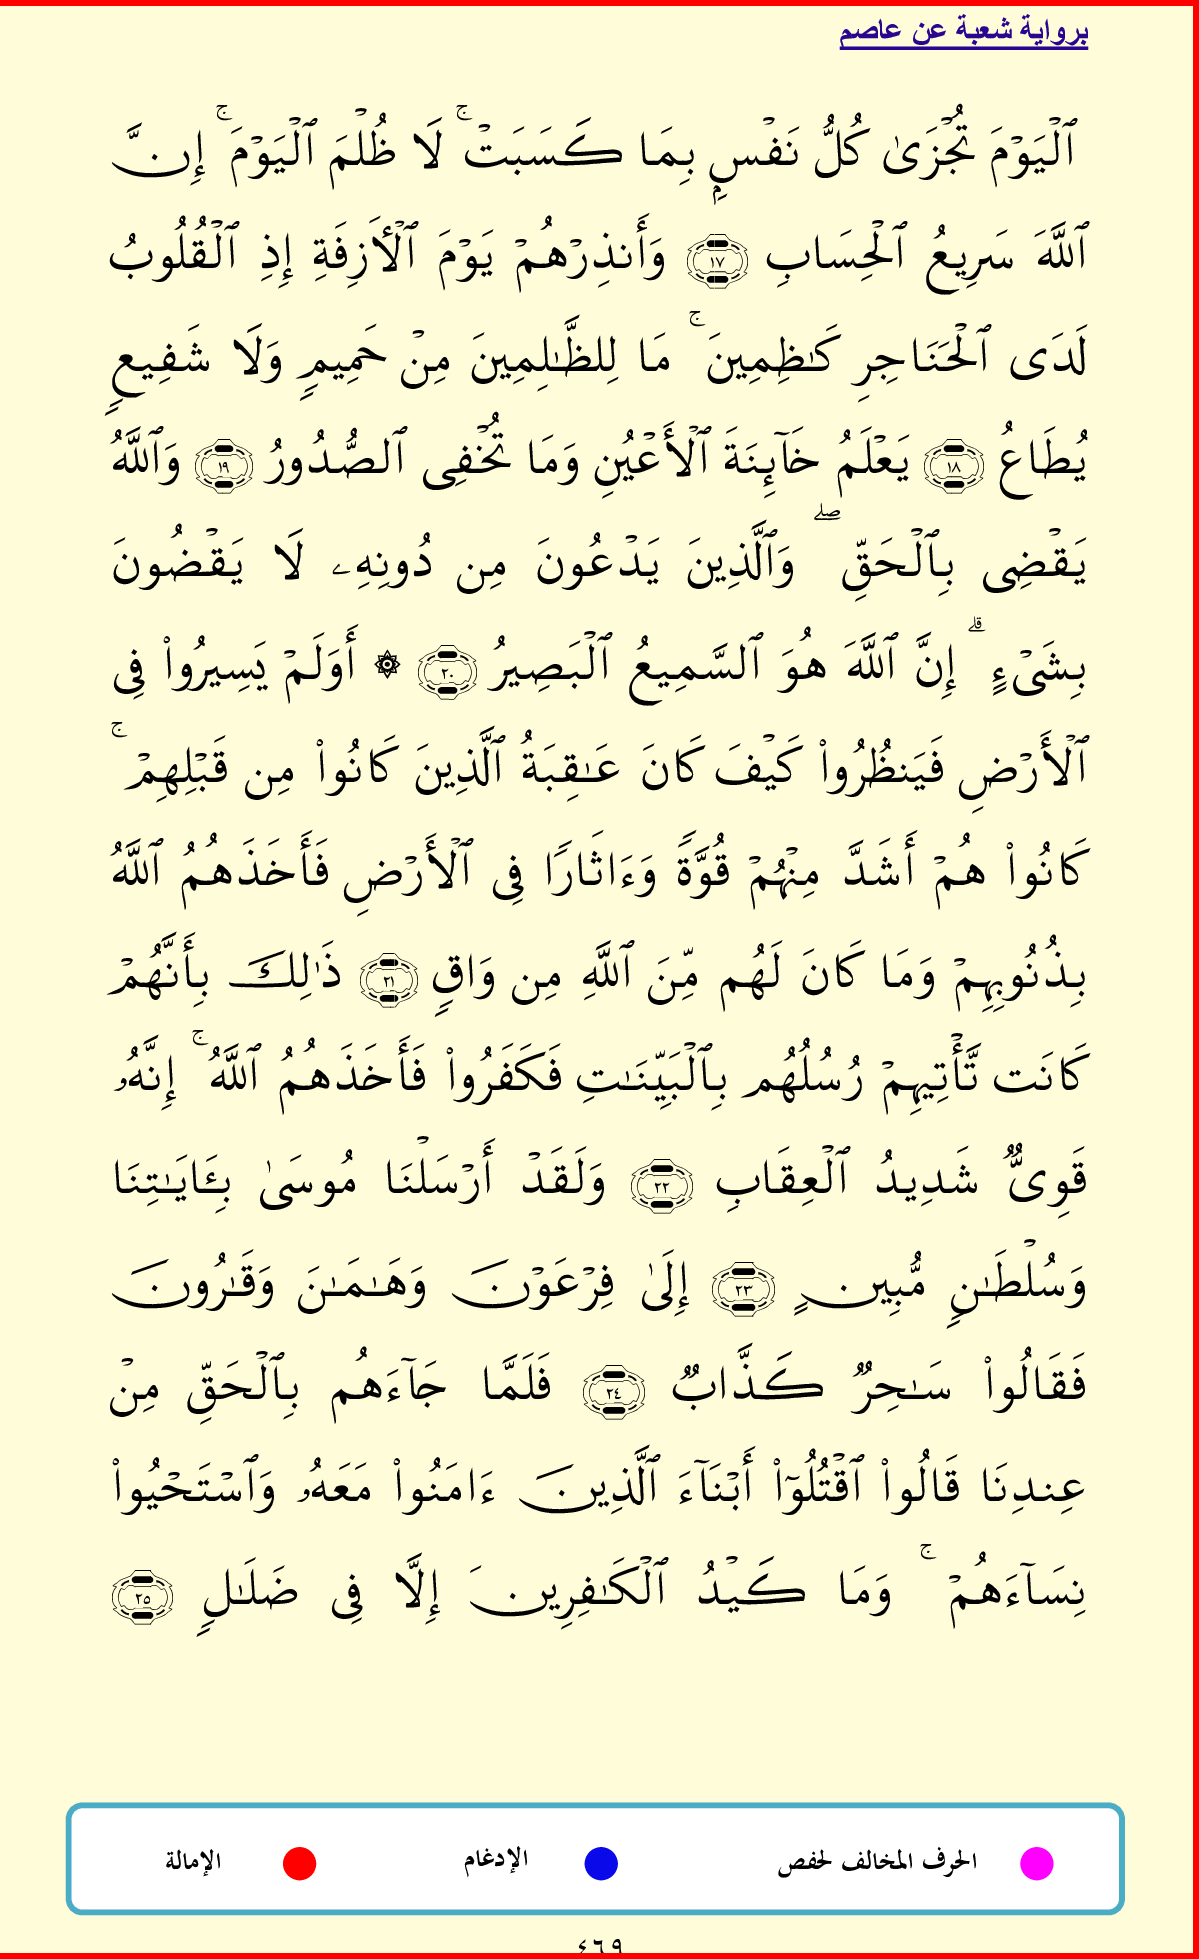 برواية شعبة عن عاصم
ٱلْيَوْمَ تُجْزَىٰ كُلُّ نَفْسٍۭ بِمَا كَسَبَتْ ۚ لَا ظُلْمَ ٱلْيَوْمَ ۚ إِنَّ
ٱللَّهَ سَرِيعُ ٱلْحِسَابِ ١٧ وَأَنذِرْهُمْ يَوْمَ ٱلْأَزِفَةِ إِذِ ٱلْقُلُوبُ
لَدَى ٱلْحَنَاجِرِ كَٰظِمِينَ ۚ مَا لِلظَّٰلِمِينَ مِنْ حَمِيمٍ وَلَا شَفِيعٍ
يُطَاعُ ١٨ يَعْلَمُ خَآئِنَةَ ٱلْأَعْيُنِ وَمَا تُخْفِى ٱلصُّدُورُ ١٩ وَٱللَّهُ
يَقْضِى بِٱلْحَقِّ ۖ وَٱلَّذِينَ يَدْعُونَ مِن دُونِهِۦ لَا يَقْضُونَ
بِشَىْءٍ ۗ إِنَّ ٱللَّهَ هُوَ ٱلسَّمِيعُ ٱلْبَصِيرُ ٢٠ ۞ أَوَلَمْ يَسِيرُوا۟ فِى
ٱلْأَرْضِ فَيَنظُرُوا۟ كَيْفَ كَانَ عَٰقِبَةُ ٱلَّذِينَ كَانُوا۟ مِن قَبْلِهِمْ ۚ
كَانُوا۟ هُمْ أَشَدَّ مِنْهُمْ قُوَّةً وَءَاثَارًا فِى ٱلْأَرْضِ فَأَخَذَهُمُ ٱللَّهُ
بِذُنُوبِهِمْ وَمَا كَانَ لَهُم مِّنَ ٱللَّهِ مِن وَاقٍ ٢١ ذَٰلِكَ بِأَنَّهُمْ
كَانَت تَّأْتِيهِمْ رُسُلُهُم بِٱلْبَيِّنَٰتِ فَكَفَرُوا۟ فَأَخَذَهُمُ ٱللَّهُ ۚ إِنَّهُۥ
قَوِىٌّ شَدِيدُ ٱلْعِقَابِ ٢٢ وَلَقَدْ أَرْسَلْنَا مُوسَىٰ بِـَٔايَٰتِنَا
وَسُلْطَٰنٍ مُّبِينٍ ٢٣ إِلَىٰ فِرْعَوْنَ وَهَٰمَٰنَ وَقَٰرُونَ
فَقَالُوا۟ سَٰحِرٌ كَذَّابٌ ٢٤ فَلَمَّا جَآءَهُم بِٱلْحَقِّ مِنْ
عِندِنَا قَالُوا۟ ٱقْتُلُوٓا۟ أَبْنَآءَ ٱلَّذِينَ ءَامَنُوا۟ مَعَهُۥ وَٱسْتَحْيُوا۟
نِسَآءَهُمْ ۚ وَمَا كَيْدُ ٱلْكَٰفِرِينَ إِلَّا فِى ضَلَٰلٍ ٢٥
الحرف المخالف لحفص الإدغام الإمالة
٤٦٩